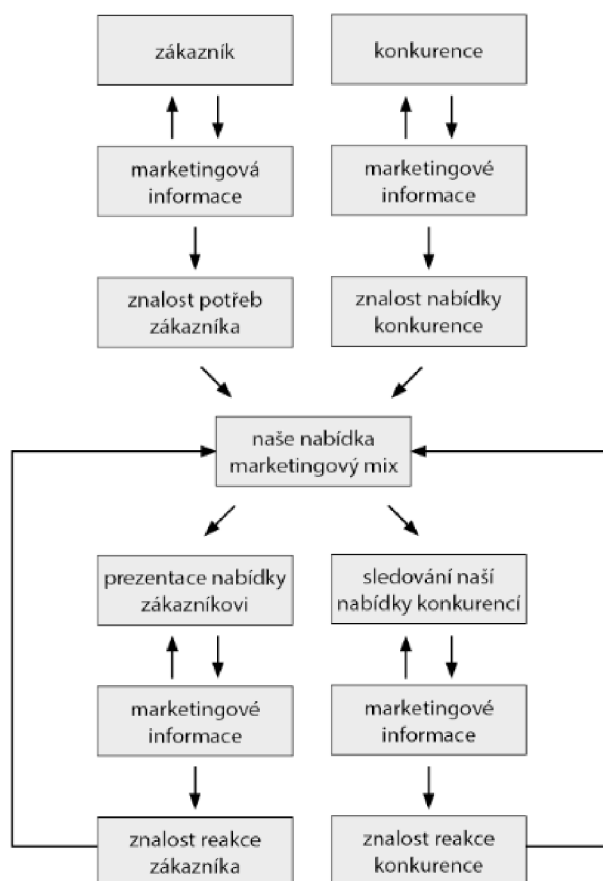 zákazník
konkurence
marketingová
informace
marketingové
informace
znalost potřeb
zákazníka
znalost nabídky
konkurence
naše nabídka
marketingový mix
prezentace nabídky
zákazníkovi
sledování naší
nabídky konkurencí
marketingové
informace
marketingové
informace
znalost reakce
zákazníka
znalost reakce
konkurence